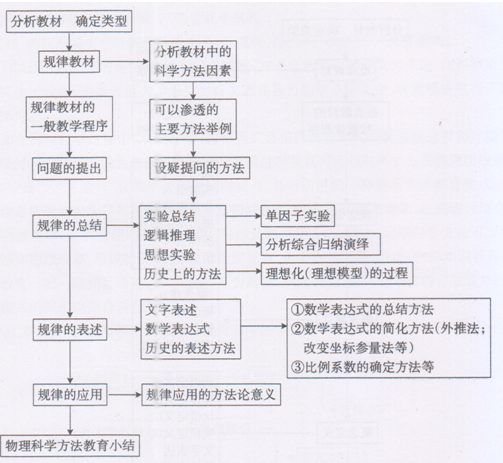 分析教材　确定类型
规律教材
分析教材中的
科学方法因素
规律教材的
一般教学程序
可以渗透的
主要方法举例
问题的提出
设疑提问的方法
规律的总结
实验总结
逻辑推理
思想实验
历史上的方法
单因子实验
分析综合归纳演绎
理想化(理想模型)的过程
规律的表述
文字表述
数学表达式
历史的表述方法
①数学表达式的总结方法
②数学表达式的简化方法(外推法;
改变坐标参量法等)
③比例系数的确定方法等
规律的应用
规律应用的方法论意义
物理科学方法教育小结